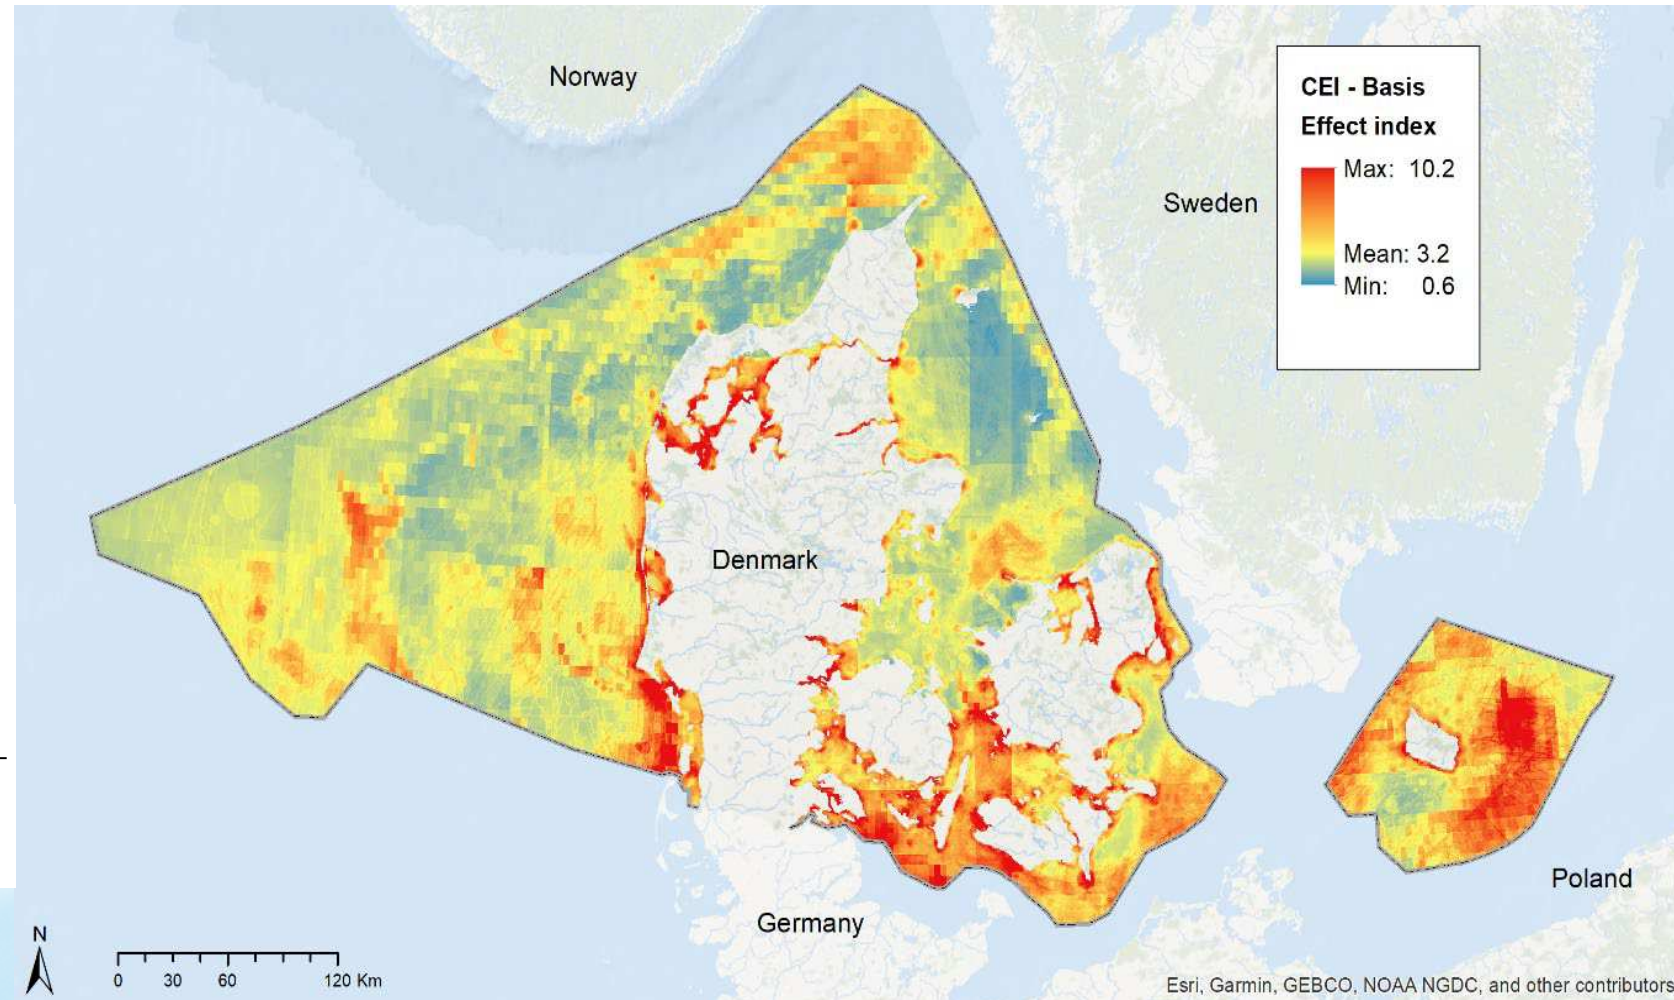 Norway
CEI - Basis
Effect index
Max: 10.2
Sweden
Mean: 3.2
Min: 0.6
Denmark
Poland
Germany
N
0 30 60 120 Km
Esri, Garmin, GEBCO, NOAA NGDC, and other contributors